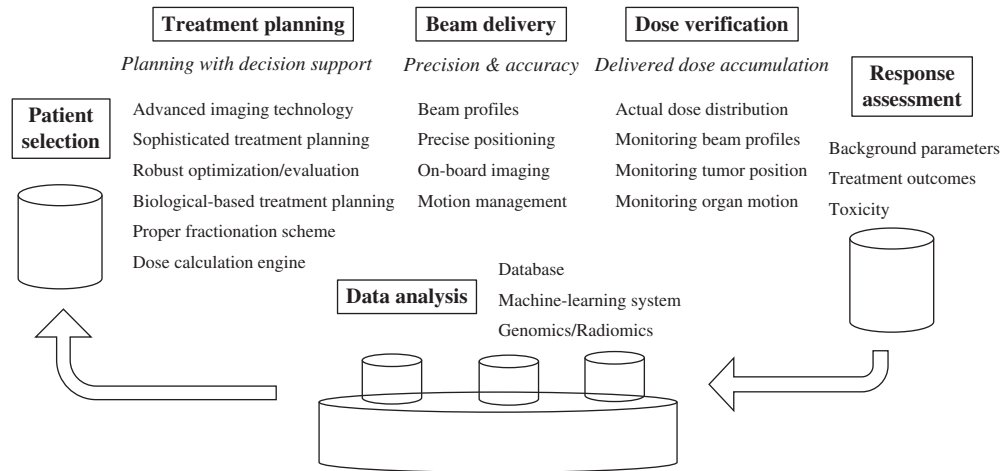 Treatment planning
Planning with decision support
Advanced imaging technology
Sophisticated treatment planning
Robust optimization/evaluation
Biological-based treatment planning
Proper fractionation scheme
Dose calculation engine
Beam delivery
Precision & accuracy
Beam profiles
Precise positioning
On-board imaging
Motion management
Dose verification
Delivered dose accumulation
Actual dose distribution
Monitoring beam profiles
Monitoring tumor position
Monitoring organ motion
Patient
selection
Response
assessment
Background parameters
Treatment outcomes
Toxicity
Data analysis
Database
Machine-learning system
Genomics/Radiomics